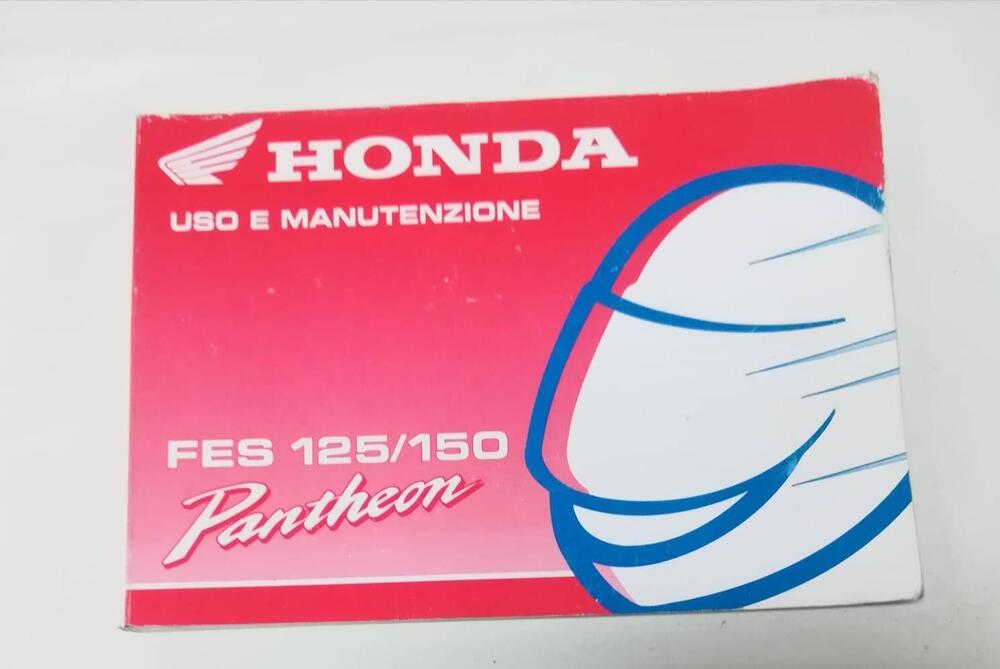 HONDA
USO E MANUTENZIONE
FES 125/150
Pantheon